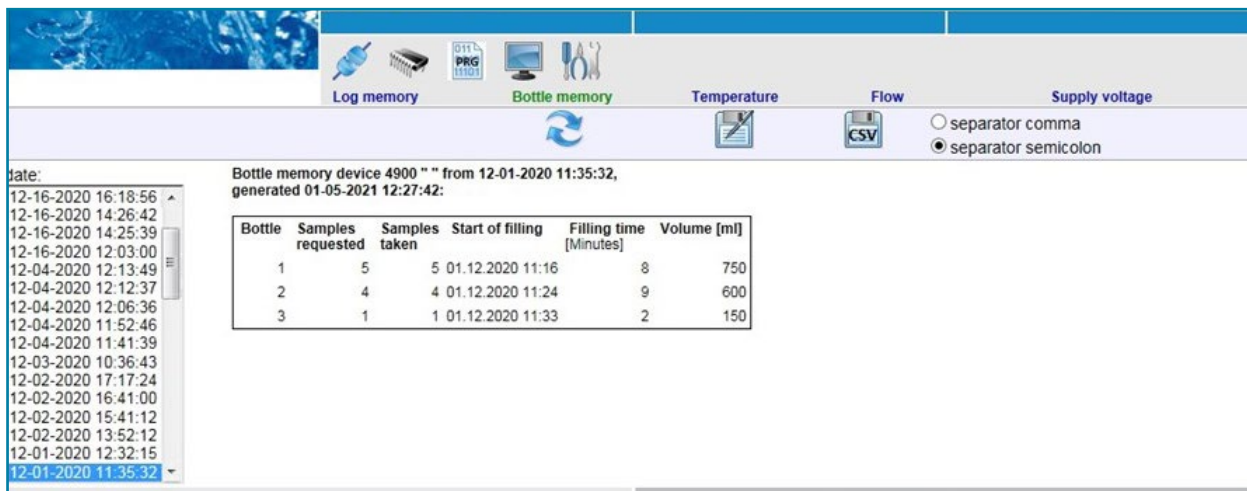 011
PRG
11101
Log memory Bottle memory Temperature Flow Supply voltage
CSV
separator comma
separator semicolon
date:
12-16-2020 16:18:56
12-16-2020 14:26:42
12-16-2020 14:25:39
12-16-2020 12:03:00
12-04-2020 12:13:49
12-04-2020 12:12:37
12-04-2020 12:06:36
12-04-2020 11:52:46
12-04-2020 11:41:39
12-03-2020 10:36:43
12-02-2020 17:17:24
12-02-2020 16:41:00
12-02-2020 15:41:12
12-02-2020 13:52:12
12-01-2020 12:32:15
12-01-2020 11:35:32
Bottle memory device 4900 " " from 12-01-2020 11:35:32,
generated 01-05-2021 12:27:42:
Bottle Samples Samples Start of filling Filling time Volume [ml]
requested taken [Minutes]
1 5 5 01.12.2020 11:16 8 750
2 4 4 01.12.2020 11:24 9 600
3 1 1 01.12.2020 11:33 2 150